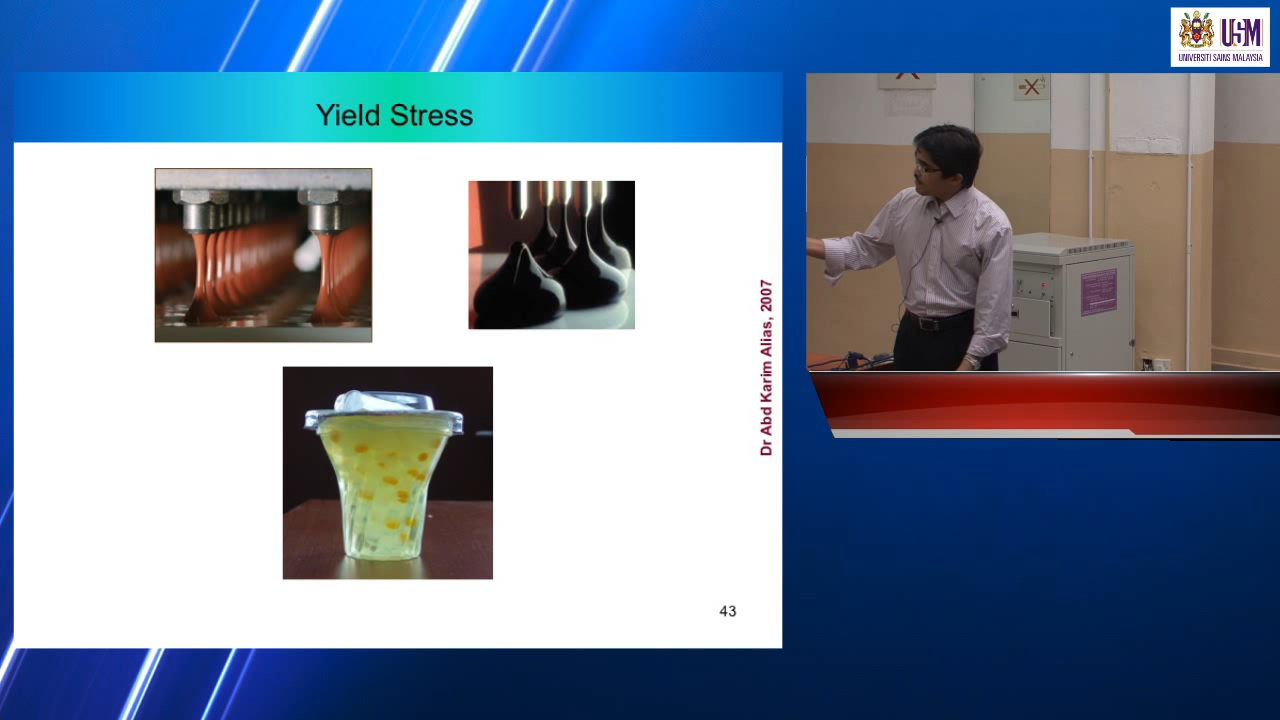 USM
UNIVERSITI SAINS MALAYSIA
Yield Stress
Dr Abd Karim Alias, 2007
43